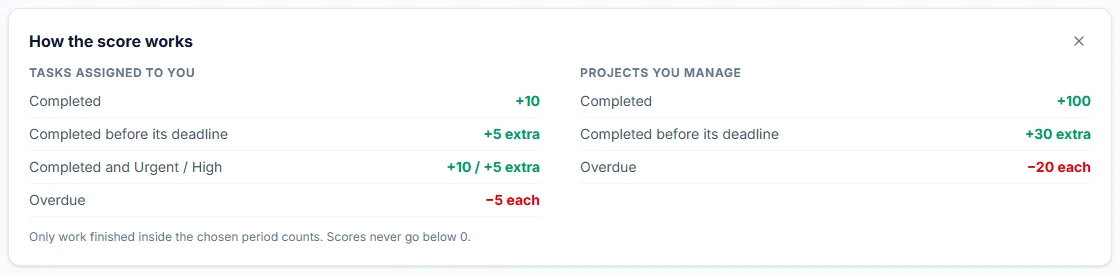 How the score works
TASKS ASSIGNED TO YOU
Completed +10
Completed before its deadline +5 extra
Completed and Urgent / High +10 / +5 extra
Overdue −5 each
Only work finished inside the chosen period counts. Scores never go below 0.
PROJECTS YOU MANAGE
Completed +100
Completed before its deadline +30 extra
Overdue −20 each